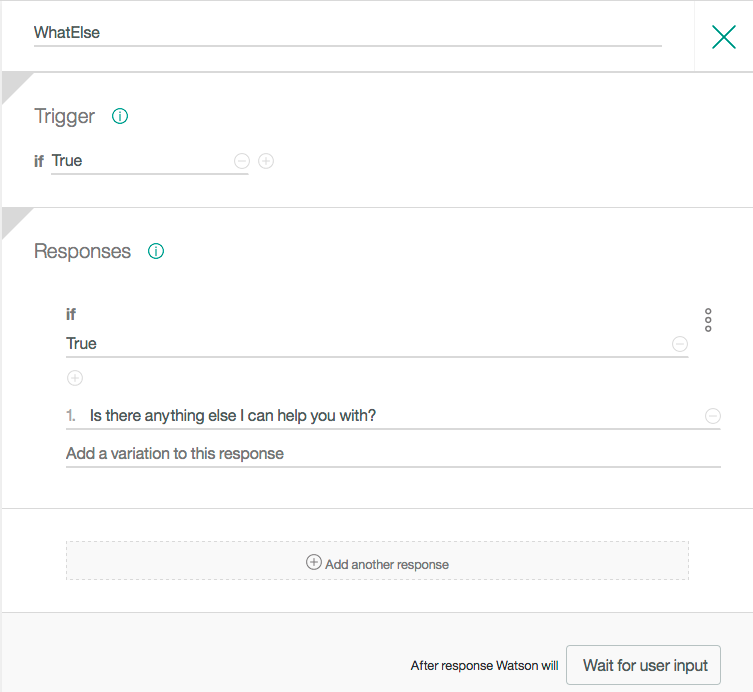 WhatElse
Trigger
if True
Responses
if
True
1. Is there anything else I can help you with?
Add a variation to this response
Add another response
After response Watson will Wait for user input